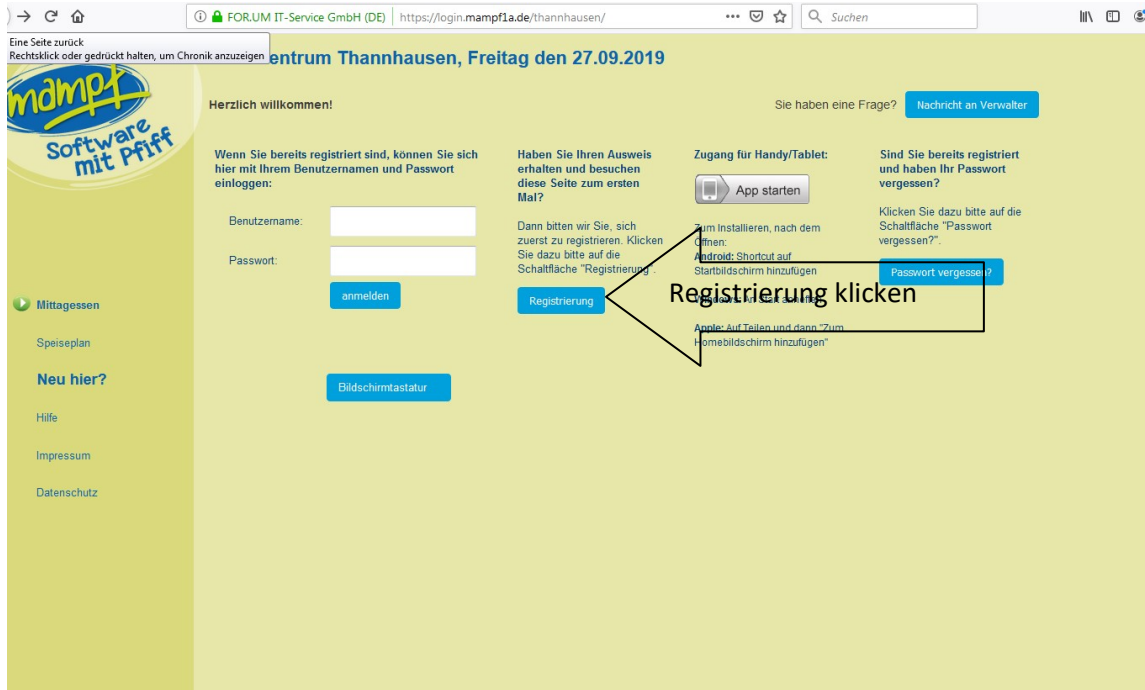 FOR.UM IT-Service GmbH (DE)
https://login.mampf1a.de/thannhausen/
Suchen
Eine Seite zurück
Rechtsklick oder gedrückt halten, um Chronik anzuzeigen
entrum Thannhausen, Freitag den 27.09.2019
mampf
Software
mit Pfiff
Herzlich willkommen!
Sie haben eine Frage?
Nachricht an Verwalter
Wenn Sie bereits registriert sind, können Sie sich
hier mit Ihrem Benutzernamen und Passwort
einloggen:
Benutzername:
Passwort:
anmelden
Bildschirmtastatur
Haben Sie Ihren Ausweis
erhalten und besuchen
diese Seite zum ersten
Mal?
Dann bitten wir Sie, sich
zuerst zu registrieren. Klicken
Sie dazu bitte auf die
Schaltfläche "Registrierung".
Registrierung
Zugang für Handy/Tablet:
App starten
Zum Installieren, nach dem
Öffnen:
Android: Shortcut auf
Startbildschirm hinzufügen
Windows: An Start anheften
Apple: Auf Teilen und dann "Zum
Homebildschirm hinzufügen"
Registrierung klicken
Sind Sie bereits registriert
und haben Ihr Passwort
vergessen?
Klicken Sie dazu bitte auf die
Schaltfläche "Passwort
vergessen?".
Passwort vergessen?
Mittagessen
Speiseplan
Neu hier?
Hilfe
Impressum
Datenschutz